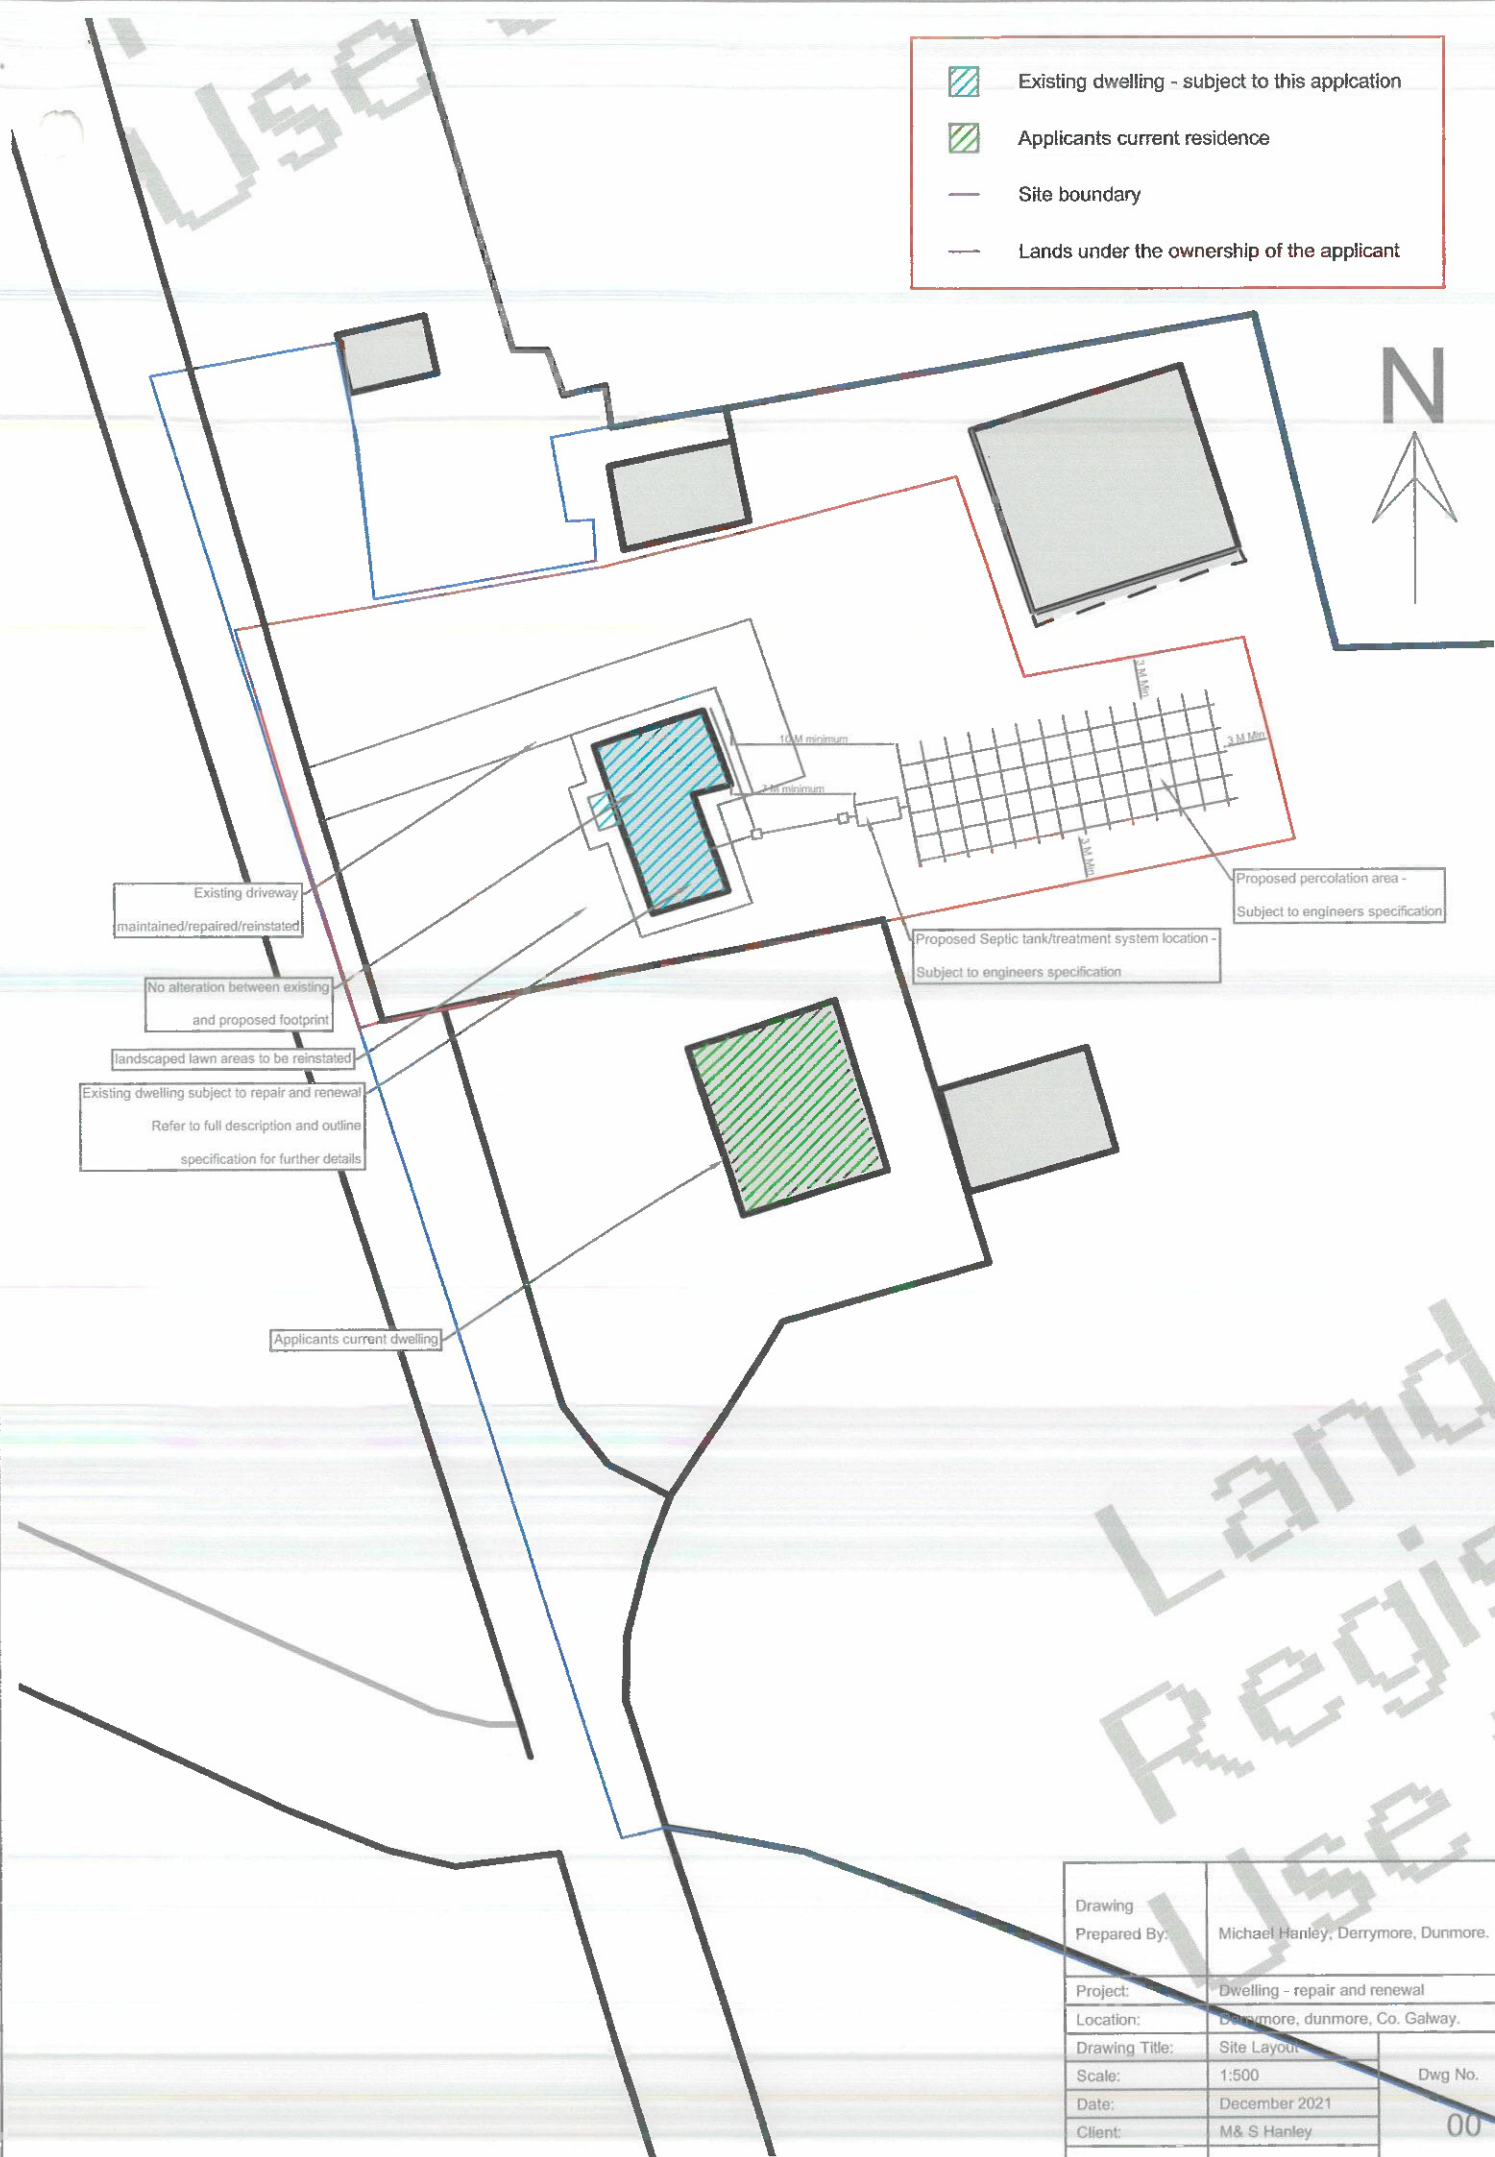 Use
Existing dwelling - subject to this applcation
Applicants current residence
Site boundary
Lands under the ownership of the applicant
N
3 M Min
10 M minimum
3 M Min
7 M minimum
3 M Min
Existing driveway
maintained/repaired/reinstated
Proposed percolation area -
Subject to engineers specification
Proposed Septic tank/treatment system location -
Subject to engineers specification
No alteration between existing
and proposed footprint
landscaped lawn areas to be reinstated
Existing dwelling subject to repair and renewal
Refer to full description and outline
specification for further details
Applicants current dwelling
Land
Regis
Use
Drawing
Prepared By: Michael Hanley, Derrymore, Dunmore.
Project: Dwelling - repair and renewal
Location: Derrymore, dunmore, Co. Galway.
Drawing Title: Site Layout
Scale: 1:500 Dwg No.
Date: December 2021
Client: M& S Hanley 00